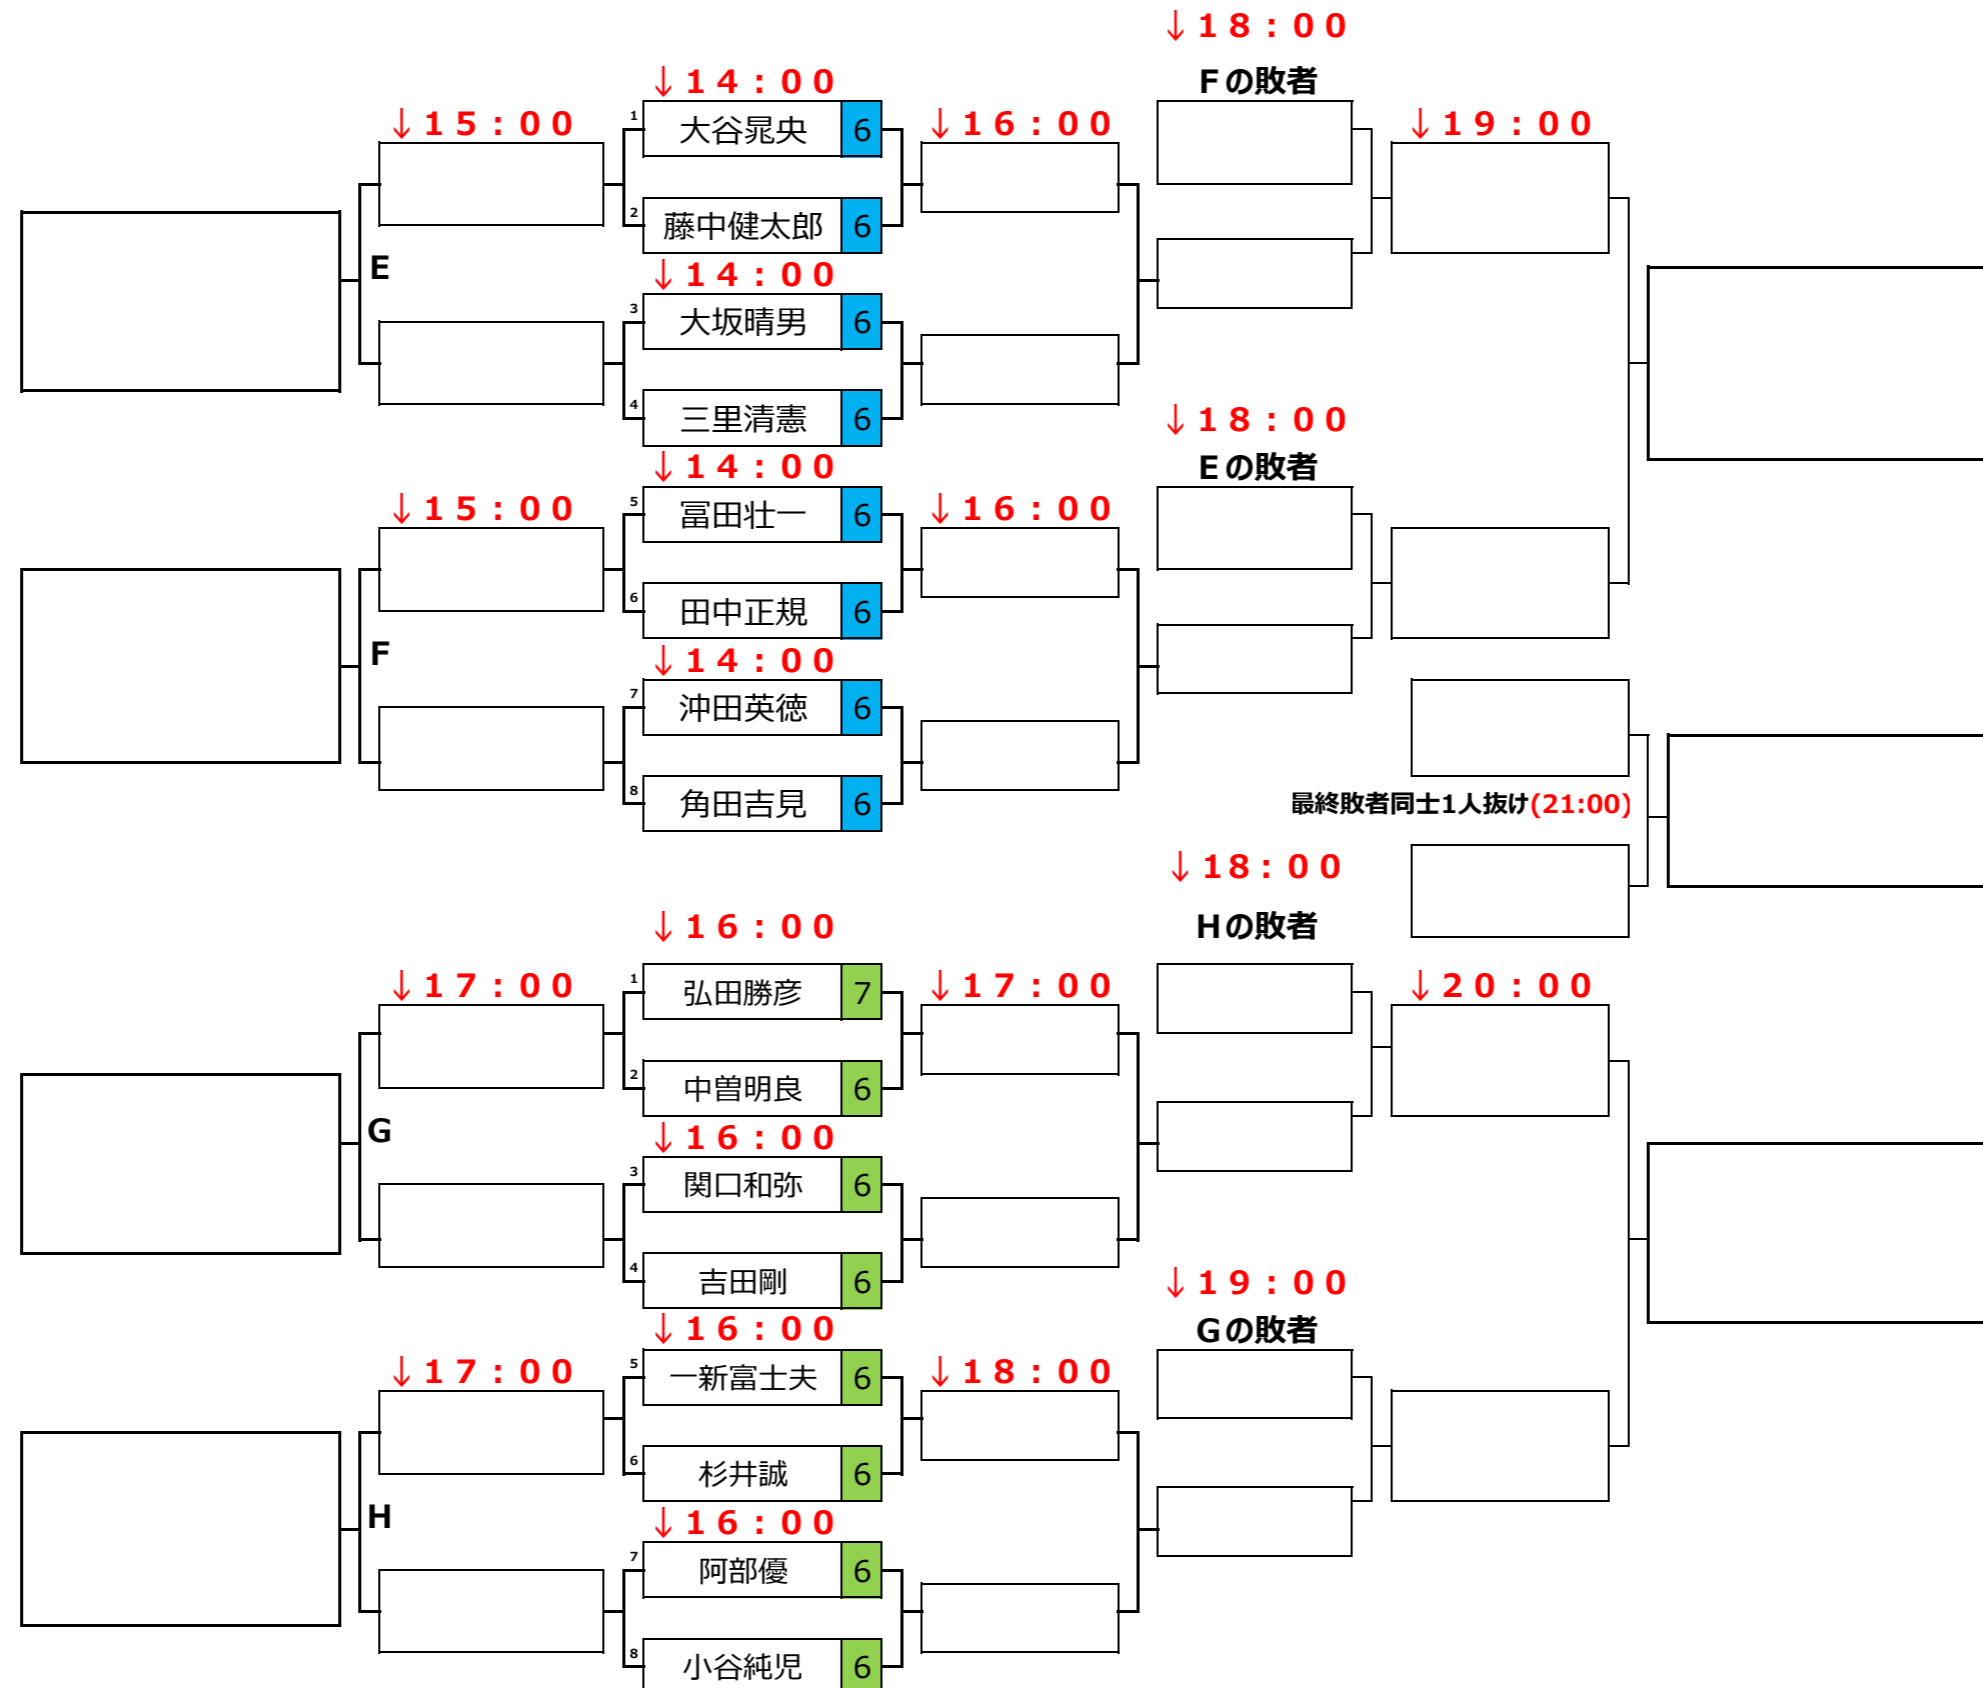 ↓１８：００
↓１４：００
Ｆの敗者
↓１５：００
1 大谷晁央 6
↓１６：００
↓１９：００
2 藤中健太郎 6
E
↓１４：００
3 大坂晴男 6
4 三里清憲 6
↓１８：００
↓１４：００
Ｅの敗者
↓１５：００
5 冨田壮一 6
↓１６：００
6 田中正規 6
F
↓１４：００
7 沖田英徳 6
8 角田吉見 6
最終敗者同士1人抜け(21:00)
↓１８：００
↓１６：００
Ｈの敗者
↓１７：００
1 弘田勝彦 7
↓１７：００
↓２０：００
2 中曽明良 6
G
↓１６：００
3 関口和弥 6
4 吉田剛 6
↓１９：００
↓１６：００
Ｇの敗者
↓１７：００
5 一新富士夫 6
↓１８：００
6 杉井誠 6
H
↓１６：００
7 阿部優 6
8 小谷純児 6